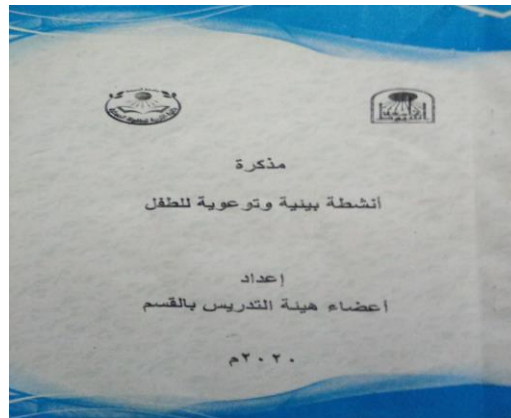 مذكرة
أنشطة بيئية وتوعوية للطفل
إعداد
أعضاء هيئة التدريس بالقسم
٢٠٢٠م